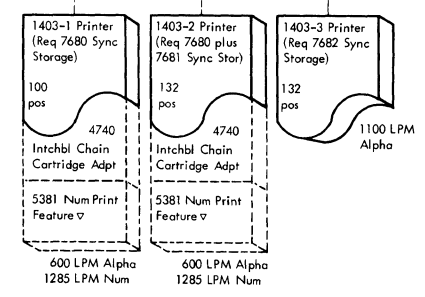 1403-1 Printer
(Req 7680 Sync
Storage)
100
pos
4740
Intchbl Chain
Cartridge Adpt
5381 Num Print
Feature ▽
600 LPM Alpha
1285 LPM Num
1403-2 Printer
(Req 7680 plus
7681 Sync Stor)
132
pos
4740
Intchbl Chain
Cartridge Adpt
5381 Num Print
Feature ▽
600 LPM Alpha
1285 LPM Num
1403-3 Printer
(Req 7682 Sync
Storage)
132
pos
1100 LPM
Alpha